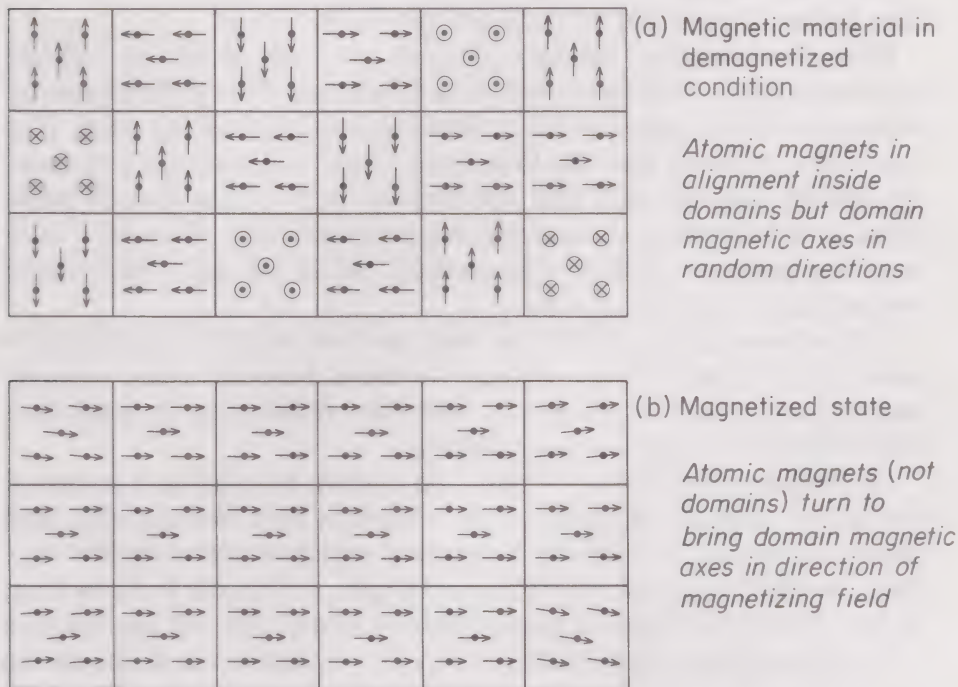 (a) Magnetic material in
demagnetized
condition
Atomic magnets in
alignment inside
domains but domain
magnetic axes in
random directions
(b) Magnetized state
Atomic magnets (not
domains) turn to
bring domain magnetic
axes in direction of
magnetizing field